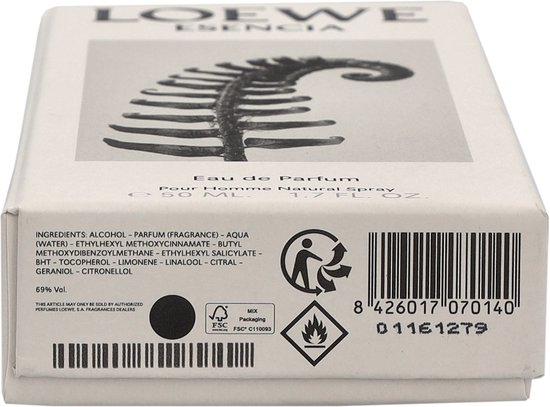 LOEWE
ESENCIA
Eau de Parfum
Pour Homme Natural Spray
℮ 50 ML. 1.7 FL. OZ.
INGREDIENTS: ALCOHOL - PARFUM (FRAGRANCE) - AQUA
(WATER) - ETHYLHEXYL METHOXYCINNAMATE - BUTYL
METHOXYDIBENZOYLMETHANE - ETHYLHEXYL SALICYLATE -
BHT - TOCOPHEROL - LIMONENE - LINALOOL - CITRAL -
GERANIOL - CITRONELLOL
69% Vol.
THIS ARTICLE MAY ONLY BE SOLD BY AUTHORIZED
PERFUMES LOEWE, S.A. FRAGRANCES DEALERS
FSC
MIX
Packaging
FSC® C110093
8 426017 070140
01161279